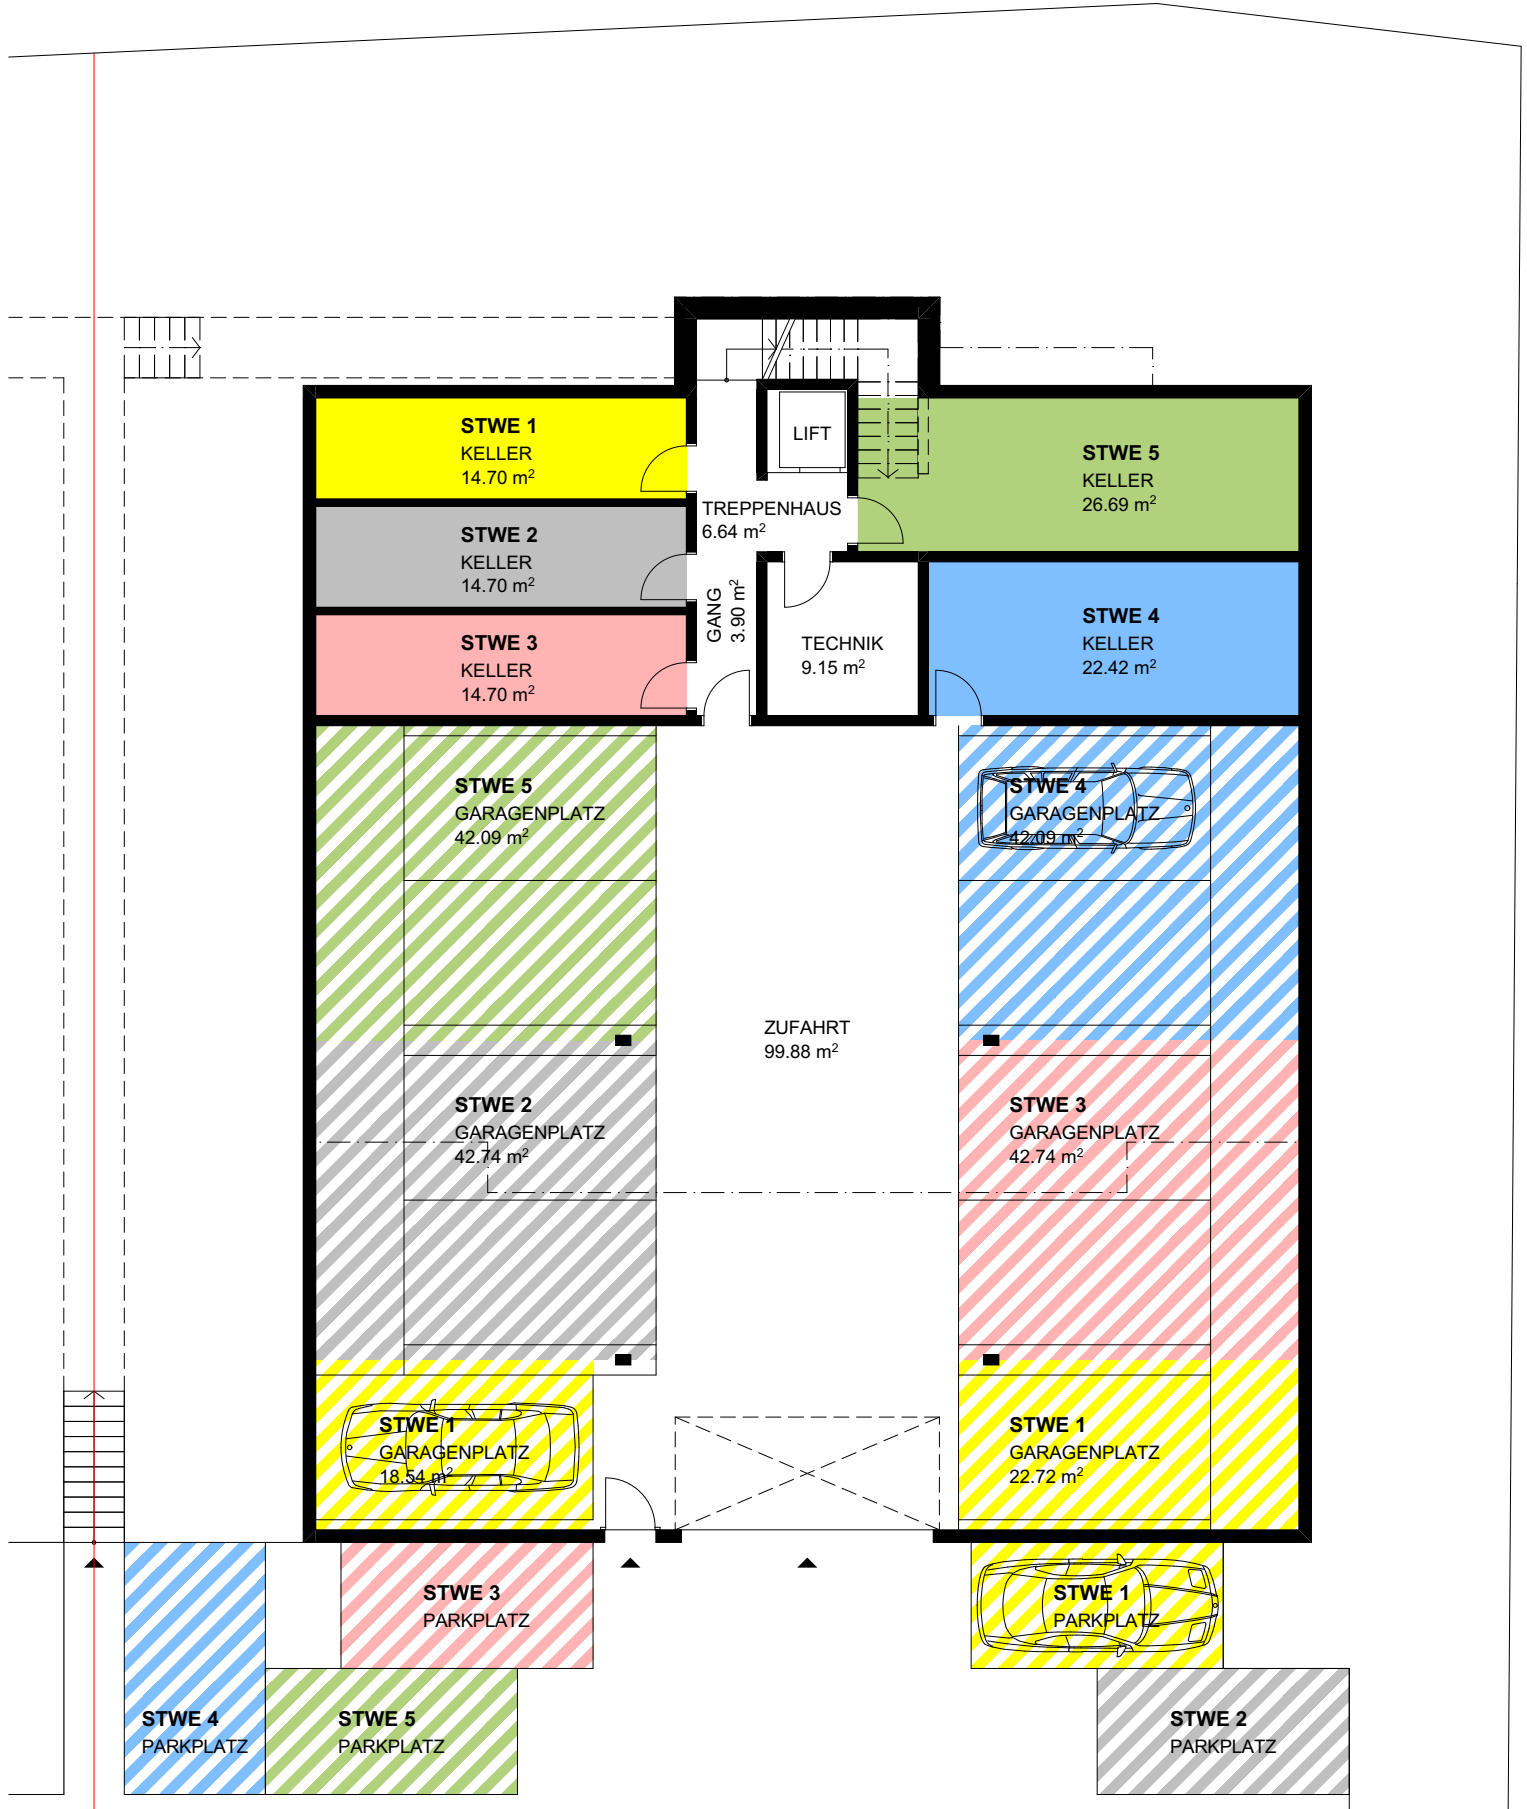 STWE 1
KELLER
14.70 m²
LIFT
STWE 5
KELLER
26.69 m²
TREPPENHAUS
6.64 m²
STWE 2
KELLER
14.70 m²
GANG
3.90 m²
STWE 3
KELLER
14.70 m²
TECHNIK
9.15 m²
STWE 4
KELLER
22.42 m²
STWE 5
GARAGENPLATZ
42.09 m²
STWE 4
GARAGENPLATZ
42.09 m²
ZUFAHRT
99.88 m²
STWE 2
GARAGENPLATZ
42.74 m²
STWE 3
GARAGENPLATZ
42.74 m²
STWE 1
GARAGENPLATZ
18.54 m²
STWE 1
GARAGENPLATZ
22.72 m²
STWE 3
PARKPLATZ
STWE 1
PARKPLATZ
STWE 4
PARKPLATZ
STWE 5
PARKPLATZ
STWE 2
PARKPLATZ